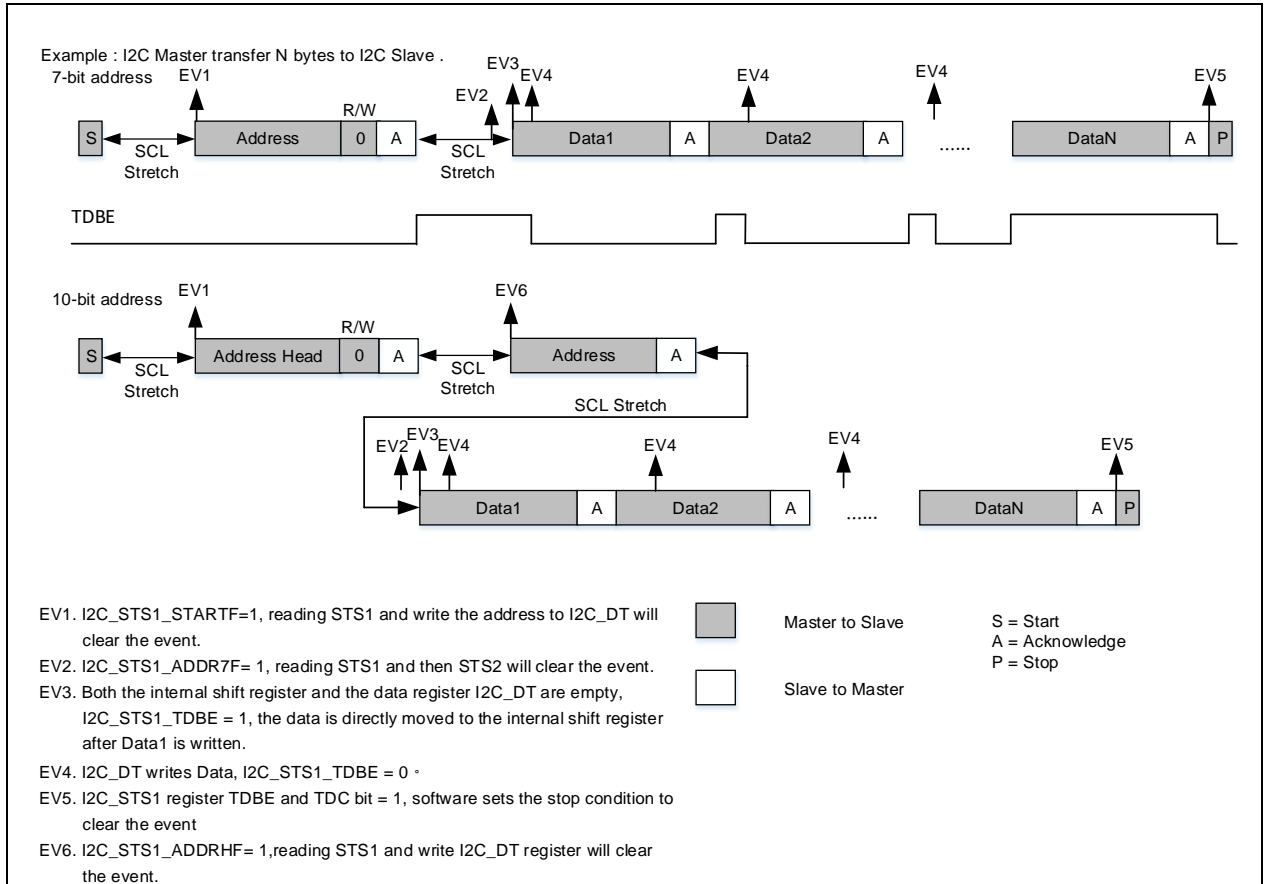 Example : I2C Master transfer N bytes to I2C Slave .
7-bit address
EV1
EV2
EV3
EV4
EV4
EV4
EV5
R/W
S
SCL
Stretch
Address
0
A
SCL
Stretch
Data1
A
Data2
A
......
DataN
A
P
TDBE
10-bit address
EV1
EV6
R/W
S
SCL
Stretch
Address Head
0
A
SCL
Stretch
Address
A
SCL Stretch
EV2
EV3
EV4
EV4
EV4
EV5
Data1
A
Data2
A
......
DataN
A
P
EV1. I2C_STS1_STARTF=1, reading STS1 and write the address to I2C_DT will
clear the event.
EV2. I2C_STS1_ADDR7F= 1, reading STS1 and then STS2 will clear the event.
EV3. Both the internal shift register and the data register I2C_DT are empty,
I2C_STS1_TDBE = 1, the data is directly moved to the internal shift register
after Data1 is written.
EV4. I2C_DT writes Data, I2C_STS1_TDBE = 0 。
EV5. I2C_STS1 register TDBE and TDC bit = 1, software sets the stop condition to
clear the event
EV6. I2C_STS1_ADDRHF= 1,reading STS1 and write I2C_DT register will clear
the event.
Master to Slave
Slave to Master
S = Start
A = Acknowledge
P = Stop